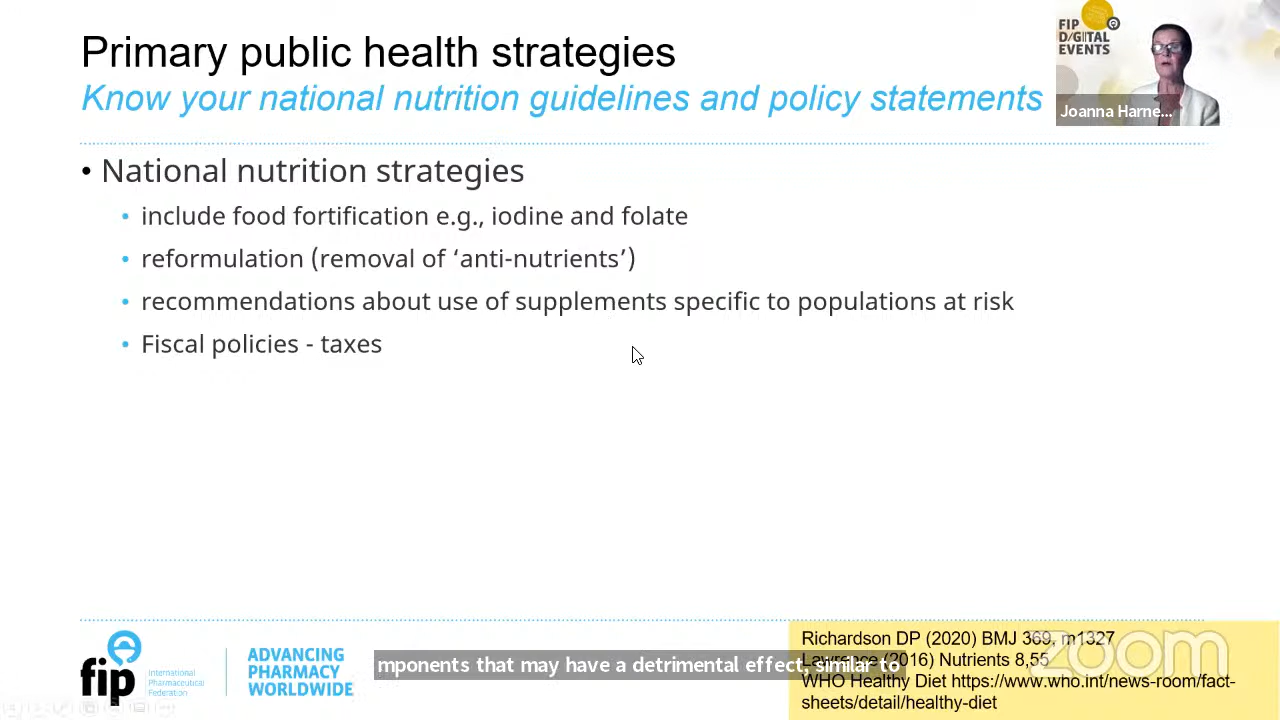 Primary public health strategies
Know your national nutrition guidelines and policy statements
FIP
D/GITAL
EVENTS
Joanna Harne...
• National nutrition strategies
• include food fortification e.g., iodine and folate
• reformulation (removal of ‘anti-nutrients’)
• recommendations about use of supplements specific to populations at risk
• Fiscal policies - taxes
fip
International
Pharmaceutical
Federation
ADVANCING
PHARMACY
WORLDWIDE
mponents that may have a detrimental effect, similar to
Richardson DP (2020) BMJ 369, m1327
Lawrence (2016) Nutrients 8,55
WHO Healthy Diet https://www.who.int/news-room/fact-
sheets/detail/healthy-diet
zoom